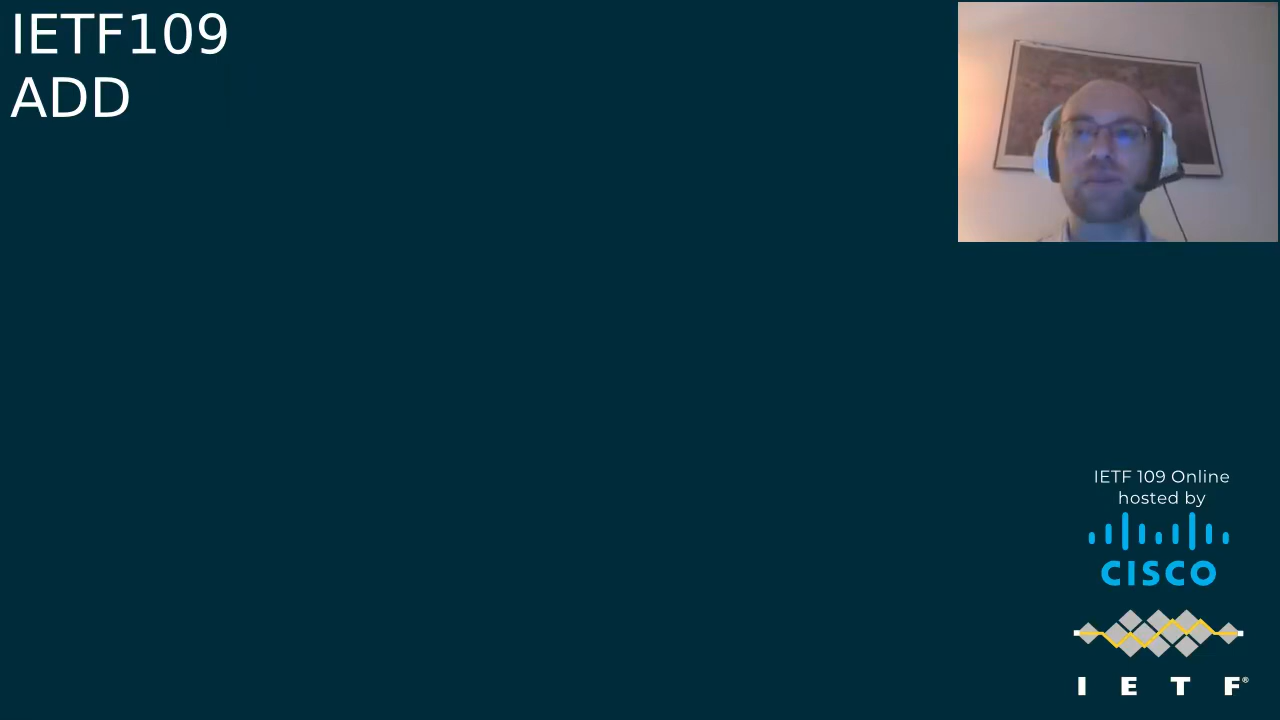 IETF109
ADD
IETF 109 Online
hosted by
CISCO
I E T F®